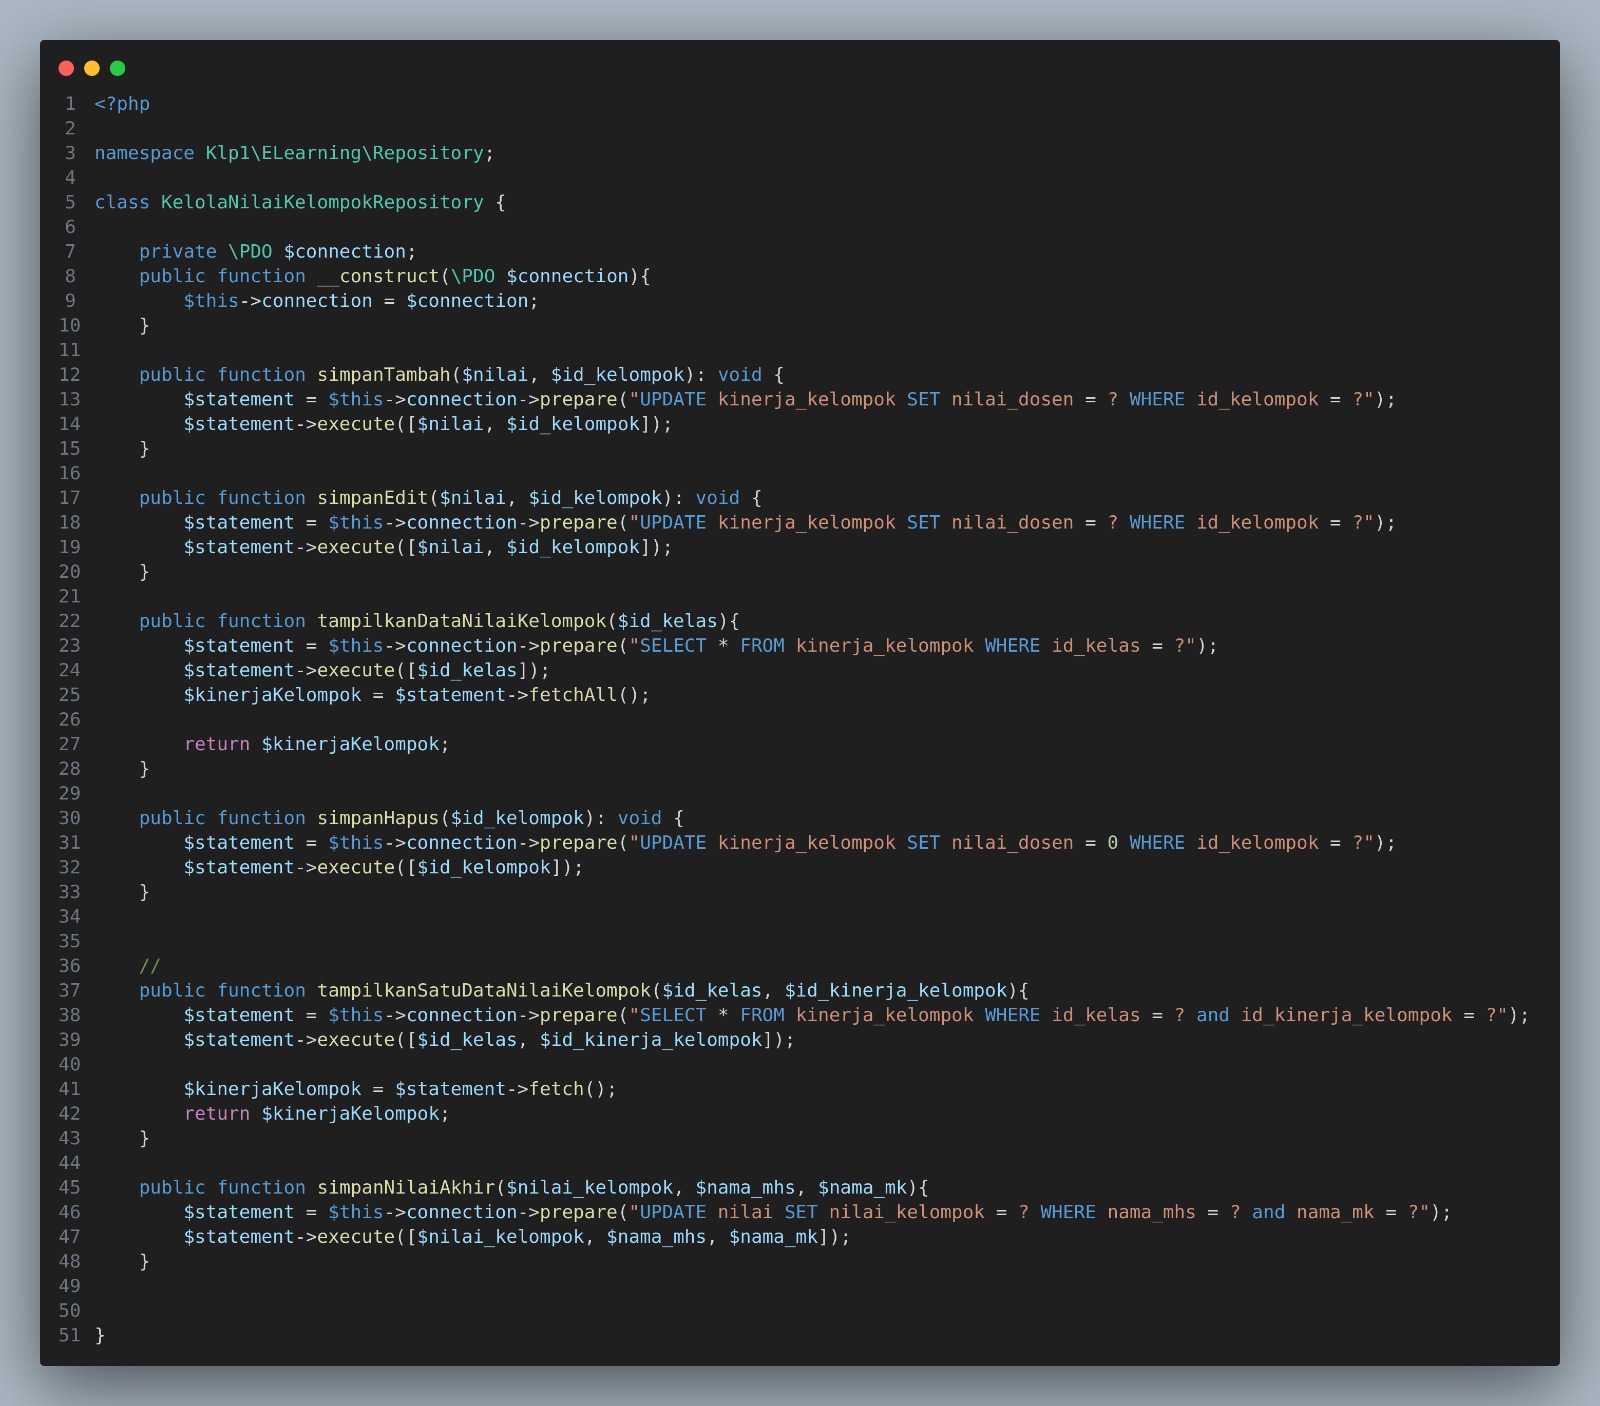 1 <?php
2
3 namespace Klp1\ELearning\Repository;
4
5 class KelolaNilaiKelompokRepository {
6
7     private \PDO $connection;
8     public function __construct(\PDO $connection){
9         $this->connection = $connection;
10     }
11
12     public function simpanTambah($nilai, $id_kelompok): void {
13         $statement = $this->connection->prepare("UPDATE kinerja_kelompok SET nilai_dosen = ? WHERE id_kelompok = ?");
14         $statement->execute([$nilai, $id_kelompok]);
15     }
16
17     public function simpanEdit($nilai, $id_kelompok): void {
18         $statement = $this->connection->prepare("UPDATE kinerja_kelompok SET nilai_dosen = ? WHERE id_kelompok = ?");
19         $statement->execute([$nilai, $id_kelompok]);
20     }
21
22     public function tampilkanDataNilaiKelompok($id_kelas){
23         $statement = $this->connection->prepare("SELECT * FROM kinerja_kelompok WHERE id_kelas = ?");
24         $statement->execute([$id_kelas]);
25         $kinerjaKelompok = $statement->fetchAll();
26
27         return $kinerjaKelompok;
28     }
29
30     public function simpanHapus($id_kelompok): void {
31         $statement = $this->connection->prepare("UPDATE kinerja_kelompok SET nilai_dosen = 0 WHERE id_kelompok = ?");
32         $statement->execute([$id_kelompok]);
33     }
34
35
36     //
37     public function tampilkanSatuDataNilaiKelompok($id_kelas, $id_kinerja_kelompok){
38         $statement = $this->connection->prepare("SELECT * FROM kinerja_kelompok WHERE id_kelas = ? and id_kinerja_kelompok = ?");
39         $statement->execute([$id_kelas, $id_kinerja_kelompok]);
40
41         $kinerjaKelompok = $statement->fetch();
42         return $kinerjaKelompok;
43     }
44
45     public function simpanNilaiAkhir($nilai_kelompok, $nama_mhs, $nama_mk){
46         $statement = $this->connection->prepare("UPDATE nilai SET nilai_kelompok = ? WHERE nama_mhs = ? and nama_mk = ?");
47         $statement->execute([$nilai_kelompok, $nama_mhs, $nama_mk]);
48     }
49
50
51 }